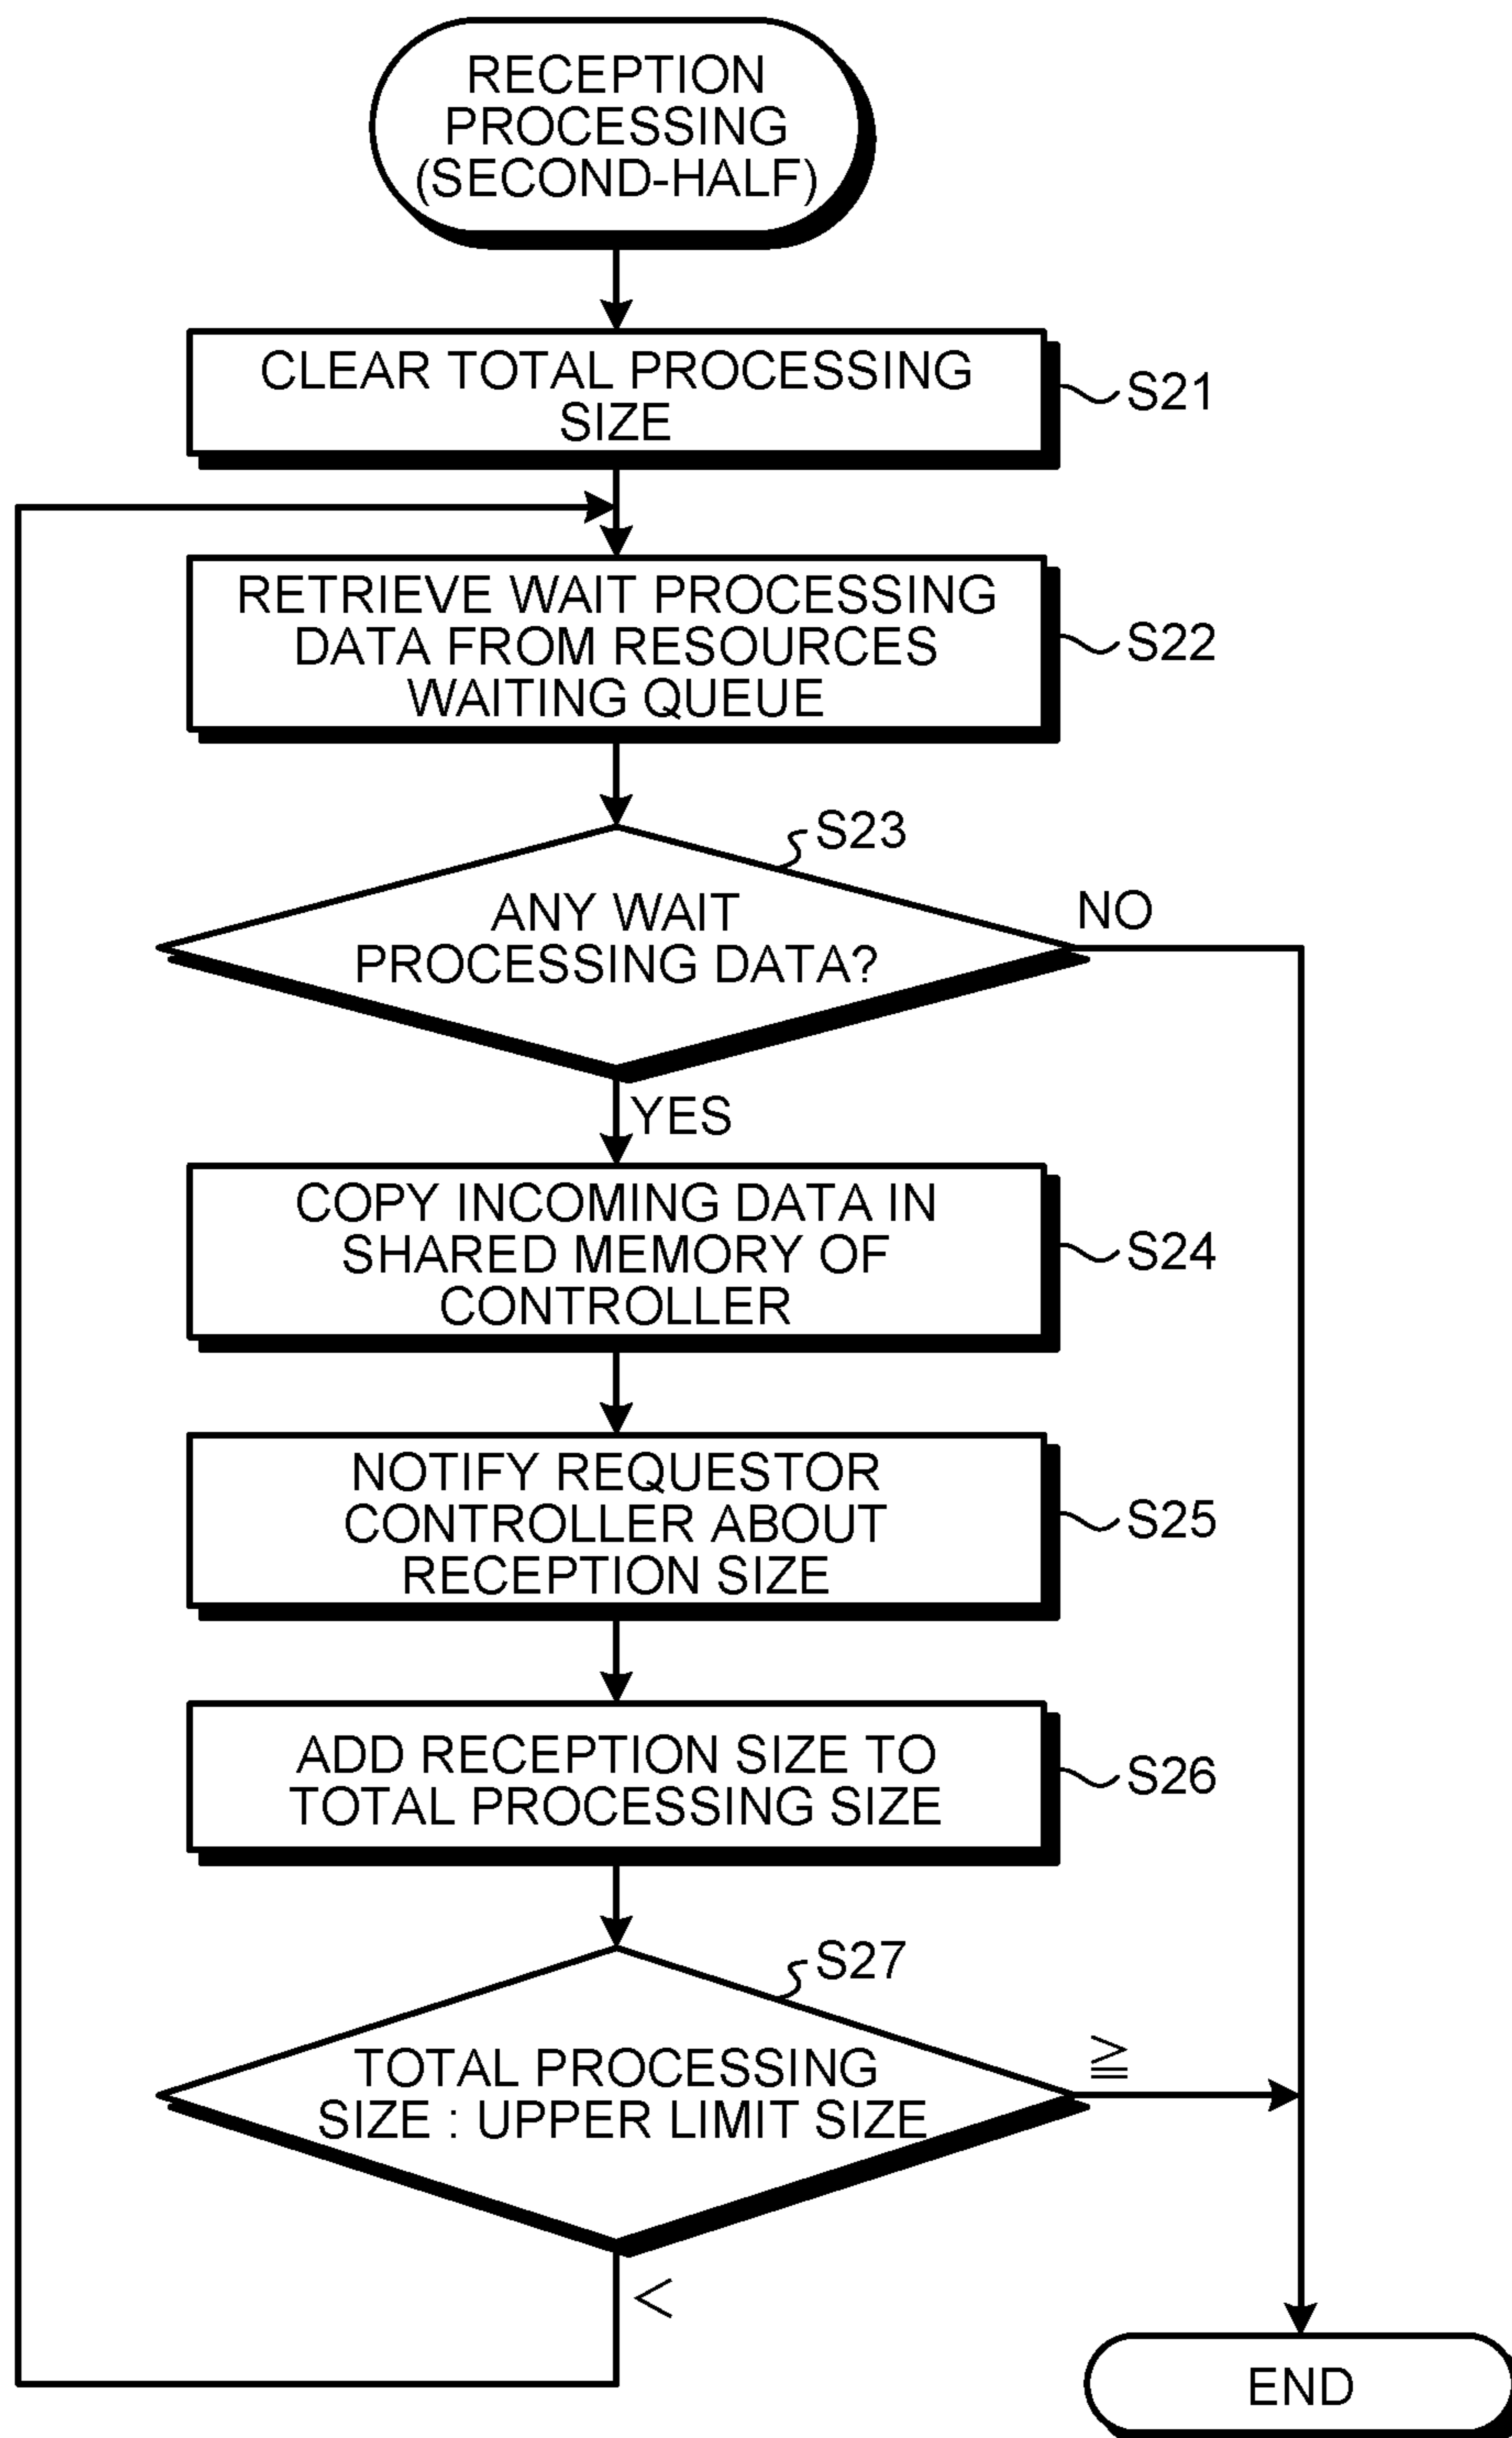 RECEPTION
PROCESSING
(SECOND-HALF)
CLEAR TOTAL PROCESSING
SIZE
S21
RETRIEVE WAIT PROCESSING
DATA FROM RESOURCES
WAITING QUEUE
S22
S23
ANY WAIT
PROCESSING DATA?
NO
YES
COPY INCOMING DATA IN
SHARED MEMORY OF
CONTROLLER
S24
NOTIFY REQUESTOR
CONTROLLER ABOUT
RECEPTION SIZE
S25
ADD RECEPTION SIZE TO
TOTAL PROCESSING SIZE
S26
S27
TOTAL PROCESSING
SIZE : UPPER LIMIT SIZE
≧
<
END